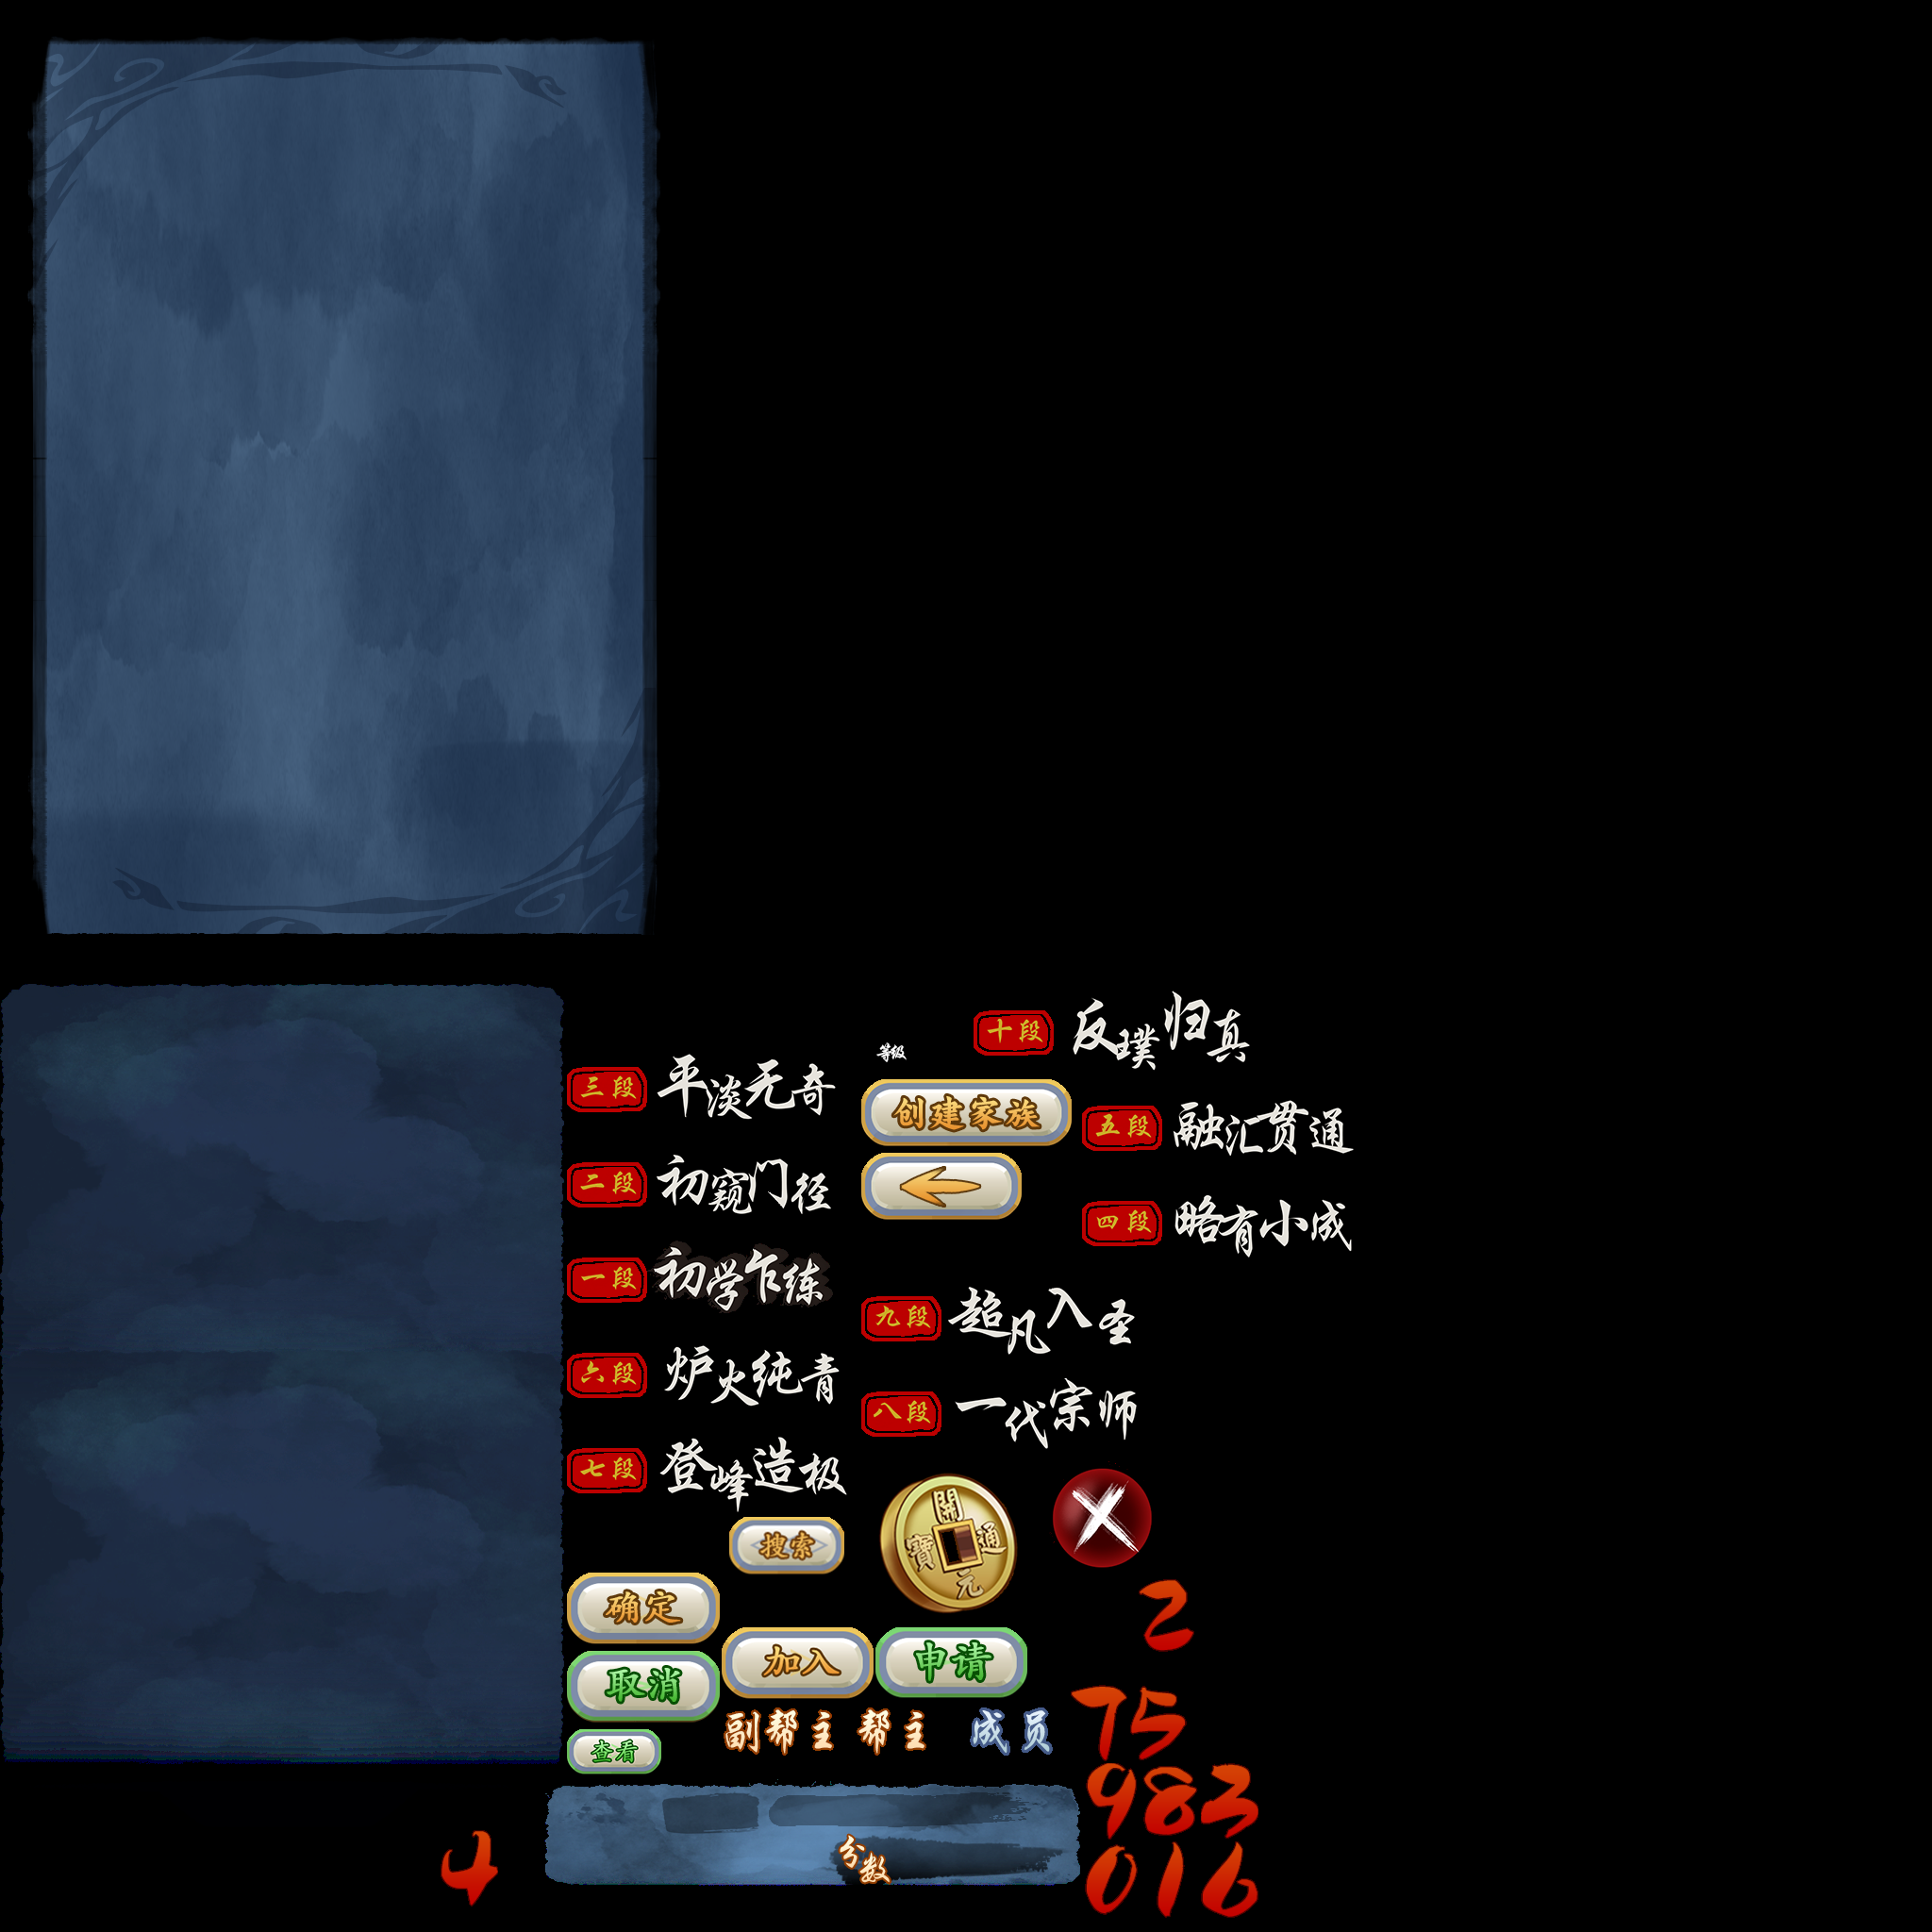 十段 反璞归真
等级
三段 平淡无奇
创建家族
五段 融汇贯通
二段 初窥门径
四段 略有小成
一段 初学乍练
九段 超凡入圣
六段 炉火纯青
八段 一代宗师
七段 登峰造极
開通元寶
搜索
确定
2
加入
申请
取消
75
副帮主 帮主 成员
查看
983
分数
4
016